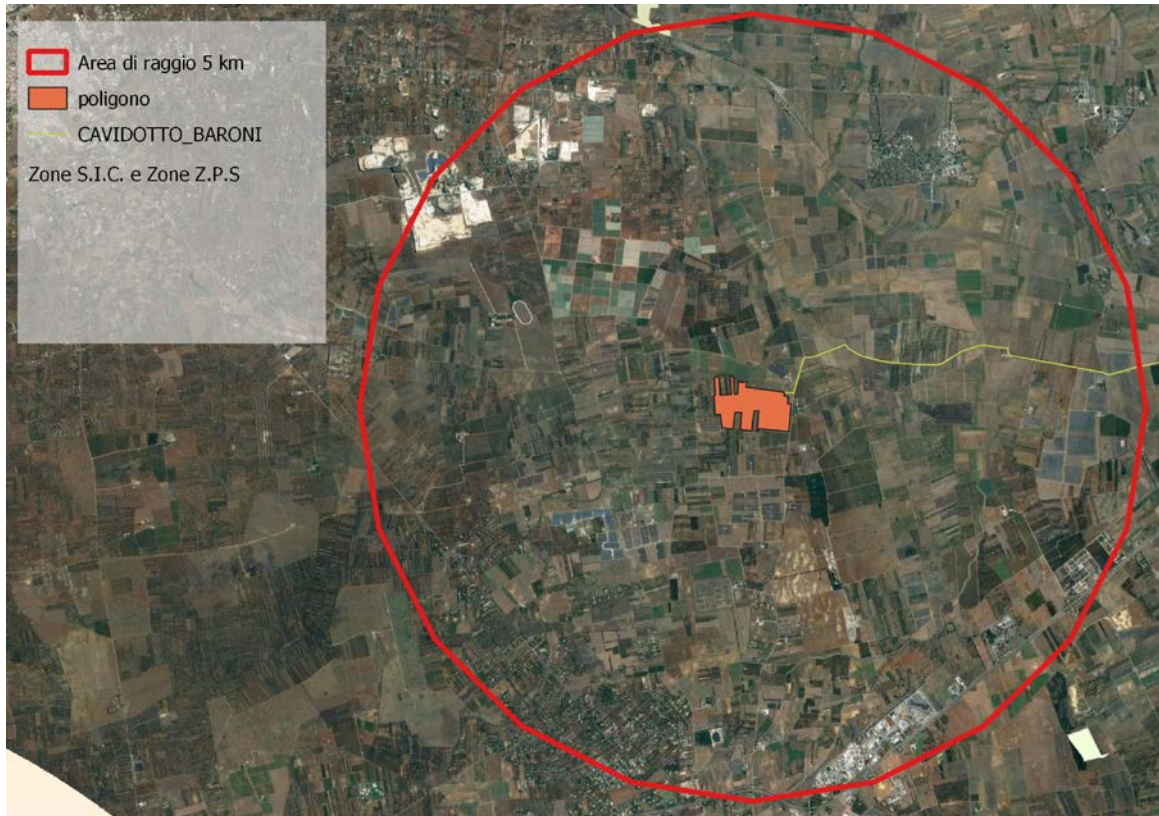 Area di raggio 5 km
poligono
CAVIDOTTO_BARONI
Zone S.I.C. e Zone Z.P.S